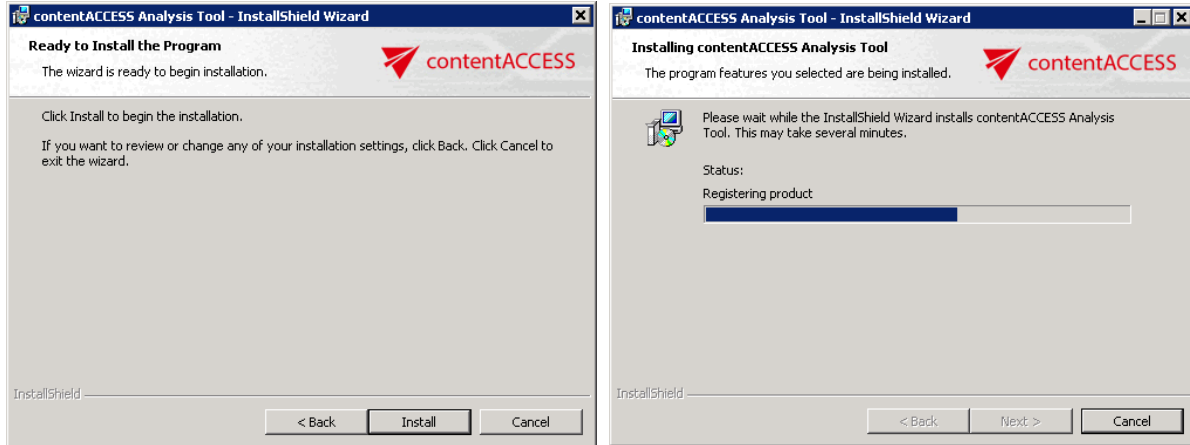 contentACCESS Analysis Tool - InstallShield Wizard
Ready to Install the Program
The wizard is ready to begin installation.
contentACCESS
Click Install to begin the installation.
If you want to review or change any of your installation settings, click Back. Click Cancel to
exit the wizard.
InstallShield
< Back
Install
Cancel
contentACCESS Analysis Tool - InstallShield Wizard
Installing contentACCESS Analysis Tool
The program features you selected are being installed.
contentACCESS
Please wait while the InstallShield Wizard installs contentACCESS Analysis
Tool. This may take several minutes.
Status:
Registering product
InstallShield
< Back
Next >
Cancel